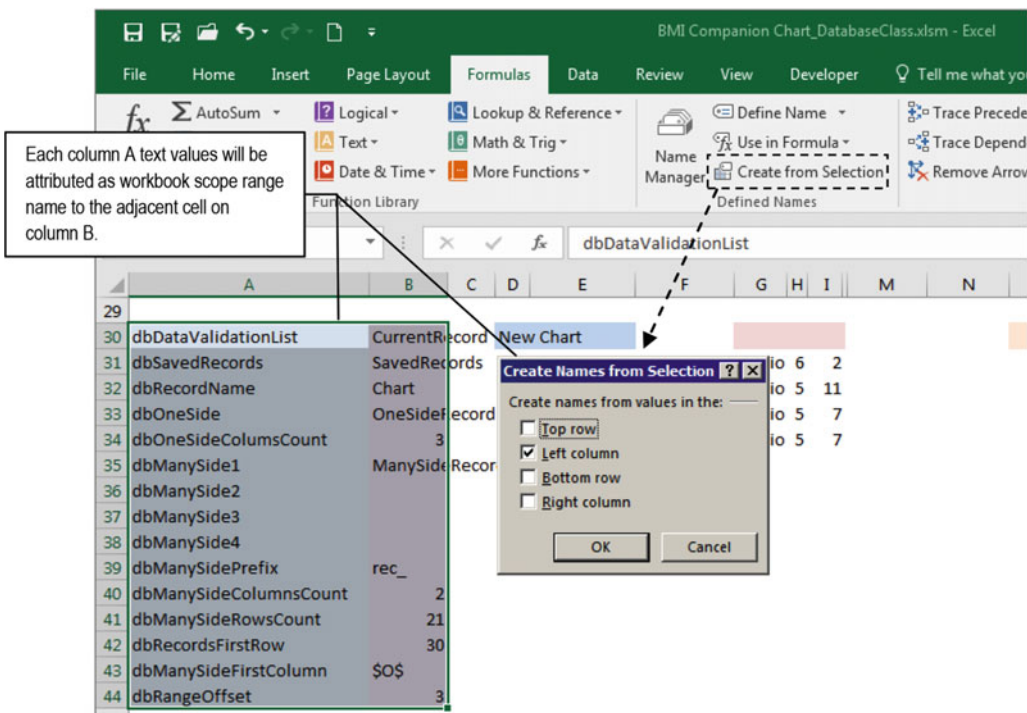 BMI Companion Chart_DatabaseClass.xlsm - Excel
File Home Insert Page Layout Formulas Data Review View Developer Tell me what you
fx AutoSum Logical Lookup & Reference Define Name Trace Precede
Text Math & Trig Name Manager Use in Formula Trace Depend
Date & Time More Functions Create from Selection Remove Arrow
Function Library Defined Names
Each column A text values will be
attributed as workbook scope range
name to the adjacent cell on
column B.
fx dbDataValidationList
A B C D E F G H I M N
29
30 dbDataValidationList CurrentRecord New Chart
31 dbSavedRecords SavedRecords io 6 2
32 dbRecordName Chart io 5 11
33 dbOneSide OneSideRecord io 5 7
34 dbOneSideColumsCount 3 io 5 7
35 dbManySide1 ManySideRecor
36 dbManySide2
37 dbManySide3
38 dbManySide4
39 dbManySidePrefix rec_
40 dbManySideColumnsCount 2
41 dbManySideRowsCount 21
42 dbRecordsFirstRow 30
43 dbManySideFirstColumn $O$
44 dbRangeOffset 3
Create Names from Selection ?
Create names from values in the:
Top row
Left column
Bottom row
Right column
OK Cancel